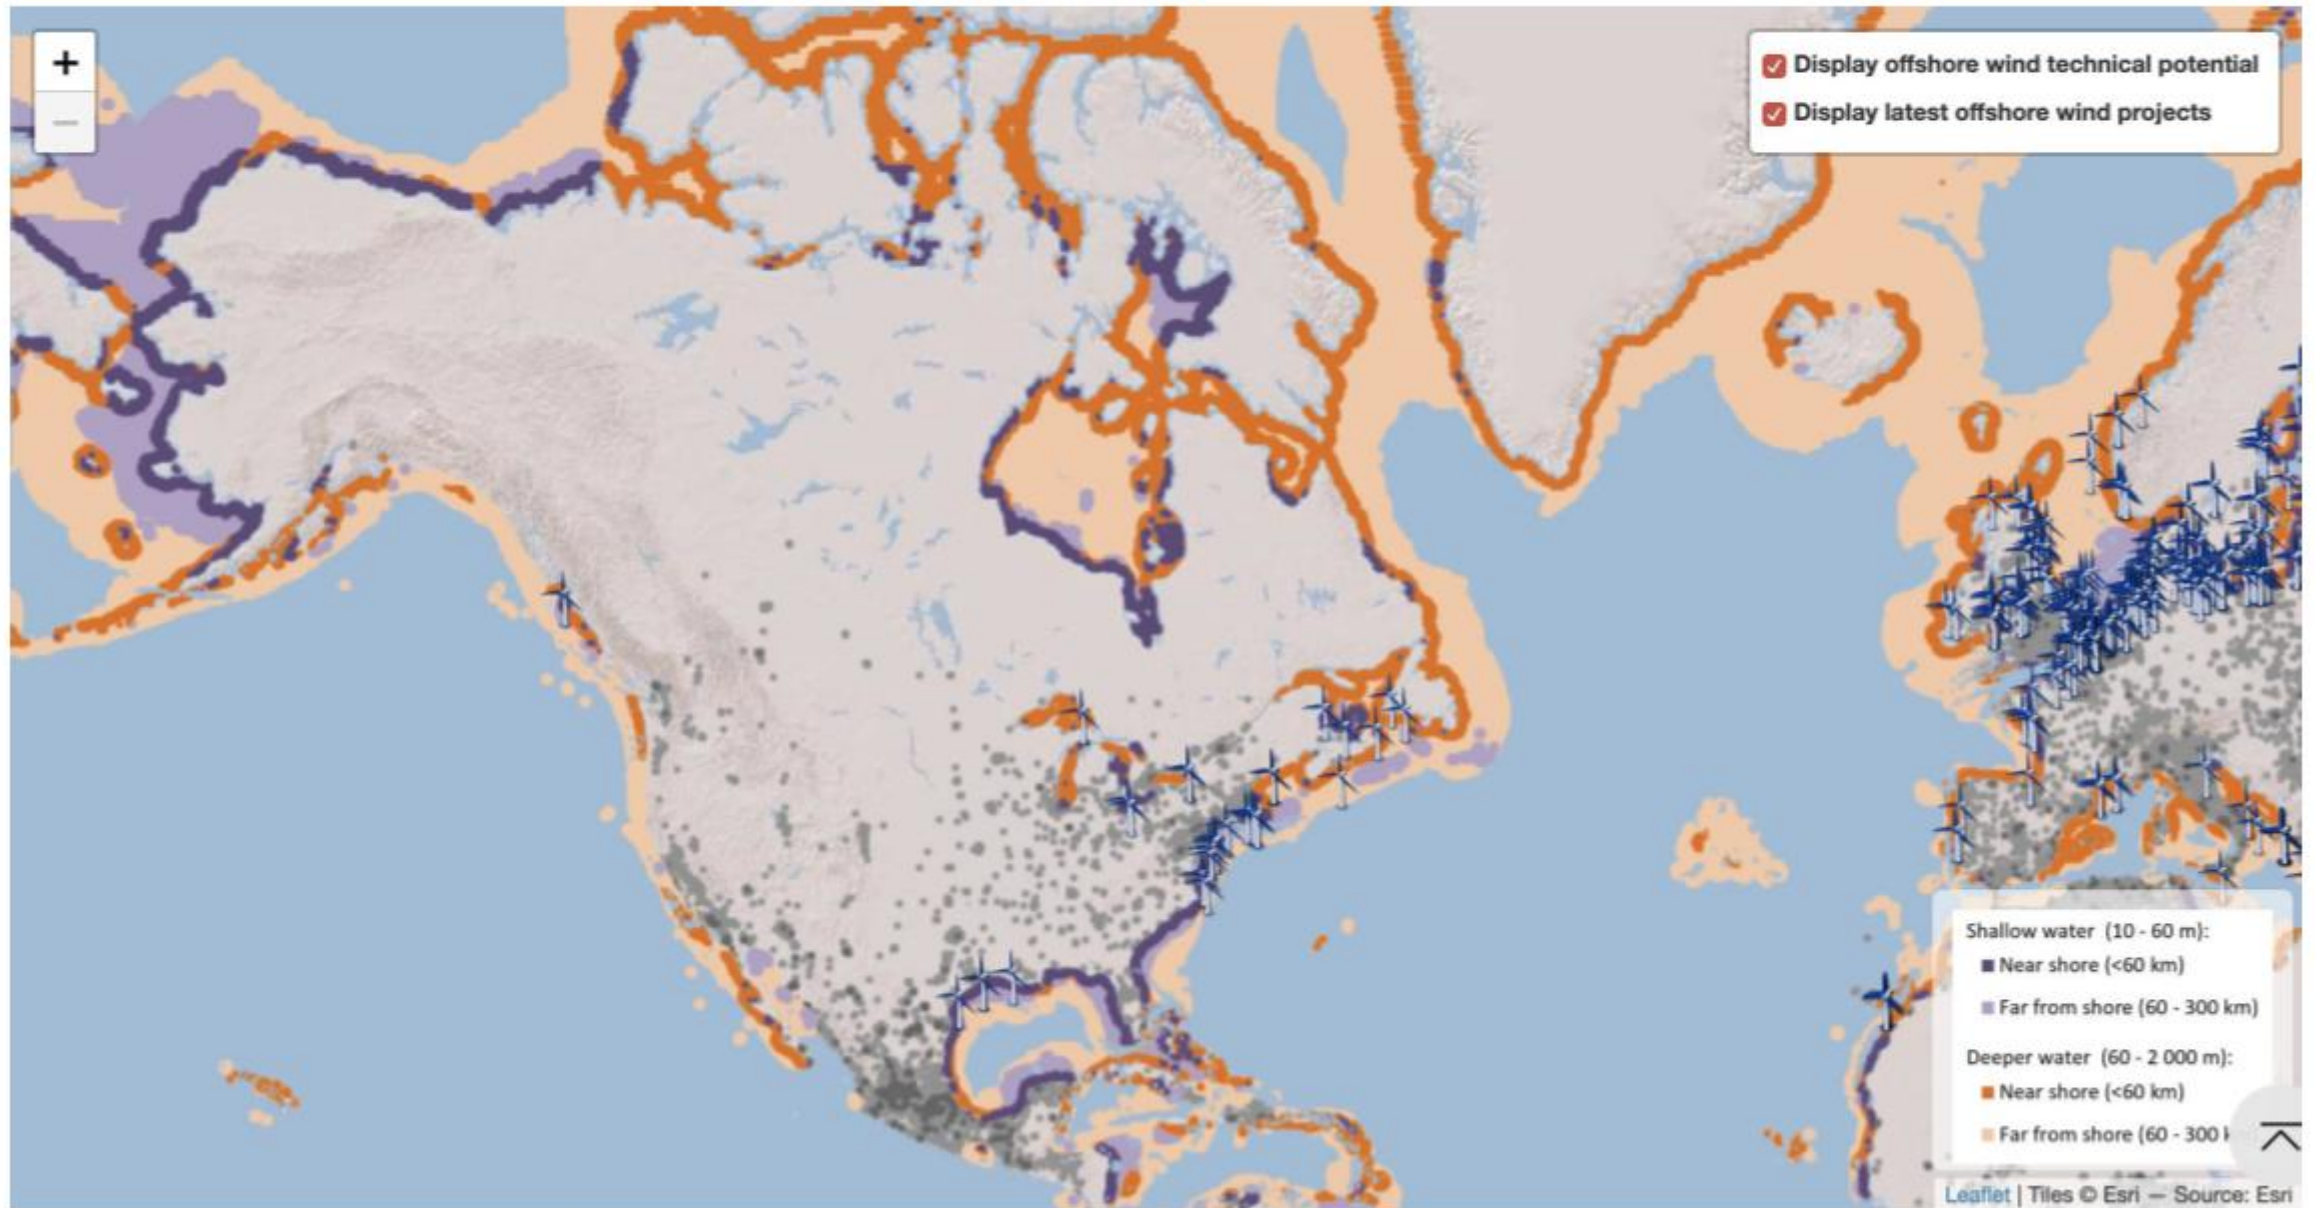 +
−
Display offshore wind technical potential
Display latest offshore wind projects
Shallow water (10 - 60 m):
Near shore (<60 km)
Far from shore (60 - 300 km)
Deeper water (60 - 2 000 m):
Near shore (<60 km)
Far from shore (60 - 300 k
Leaflet | Tiles © Esri — Source: Esri